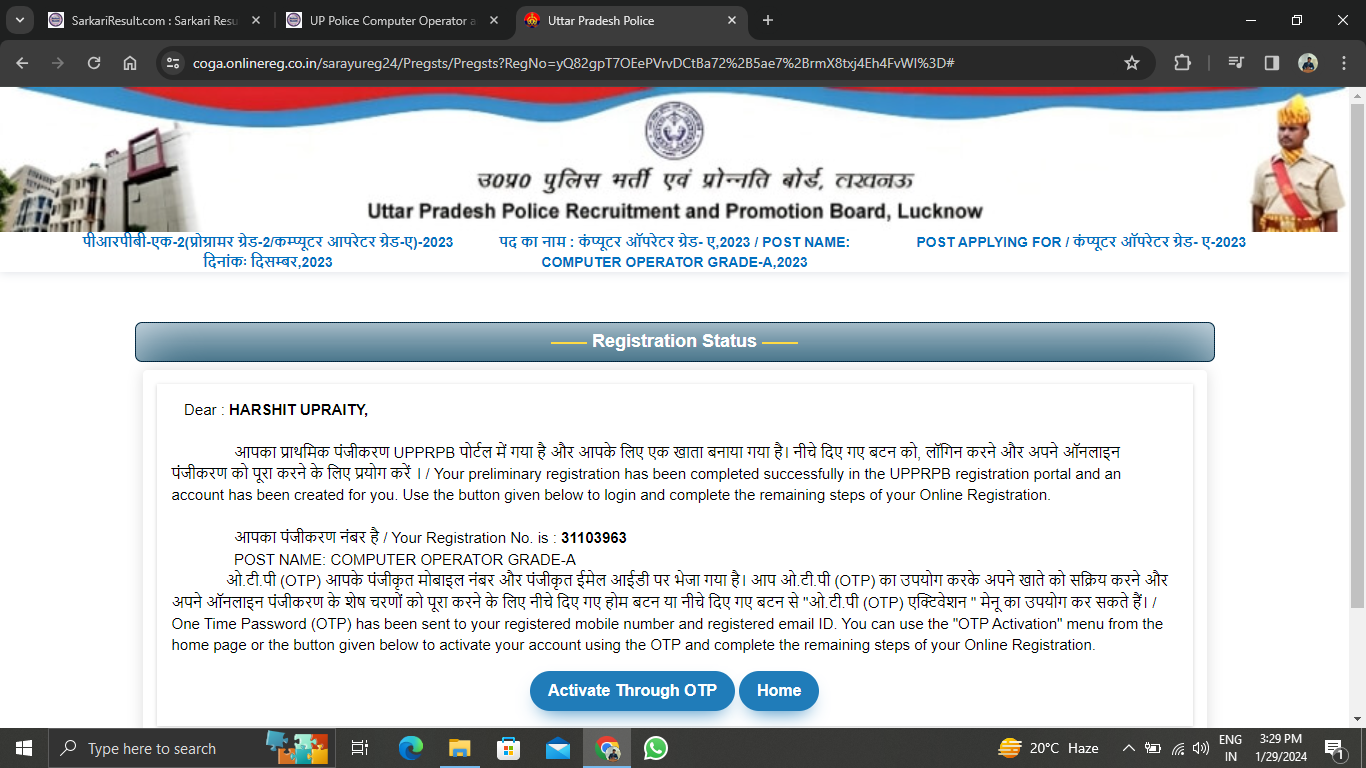 SarkariResult.com : Sarkari Resu
UP Police Computer Operator a
Uttar Pradesh Police
coga.onlinereg.co.in/sarayureg24/Pregsts/Pregsts?RegNo=yQ82gpT7OEePVrvDCtBa72%2B5ae7%2BrmX8txj4Eh4FvWI%3D#
उ०प्र० पुलिस भर्ती एवं प्रोन्नति बोर्ड, लखनऊ
Uttar Pradesh Police Recruitment and Promotion Board, Lucknow
पीआरपीबी-एक-2(प्रोग्रामर ग्रेड-2/कम्प्यूटर आपरेटर ग्रेड-ए)-2023
दिनांकः दिसम्बर,2023
पद का नाम : कंप्यूटर ऑपरेटर ग्रेड- ए,2023 / POST NAME:
COMPUTER OPERATOR GRADE-A,2023
POST APPLYING FOR / कंप्यूटर ऑपरेटर ग्रेड- ए-2023
Registration Status
Dear : HARSHIT UPRAITY,
आपका प्राथमिक पंजीकरण UPPRPB पोर्टल में गया है और आपके लिए एक खाता बनाया गया है। नीचे दिए गए बटन को, लॉगिन करने और अपने ऑनलाइन
पंजीकरण को पूरा करने के लिए प्रयोग करें । / Your preliminary registration has been completed successfully in the UPPRPB registration portal and an
account has been created for you. Use the button given below to login and complete the remaining steps of your Online Registration.
आपका पंजीकरण नंबर है / Your Registration No. is : 31103963
POST NAME: COMPUTER OPERATOR GRADE-A
ओ.टी.पी (OTP) आपके पंजीकृत मोबाइल नंबर और पंजीकृत ईमेल आईडी पर भेजा गया है। आप ओ.टी.पी (OTP) का उपयोग करके अपने खाते को सक्रिय करने और
अपने ऑनलाइन पंजीकरण के शेष चरणों को पूरा करने के लिए नीचे दिए गए होम बटन या नीचे दिए गए बटन से "ओ.टी.पी (OTP) एक्टिवेशन " मेनू का उपयोग कर सकते हैं। /
One Time Password (OTP) has been sent to your registered mobile number and registered email ID. You can use the "OTP Activation" menu from the
home page or the button given below to activate your account using the OTP and complete the remaining steps of your Online Registration.
Activate Through OTP
Home
Type here to search
20°C Haze
ENG
IN
3:29 PM
1/29/2024
1